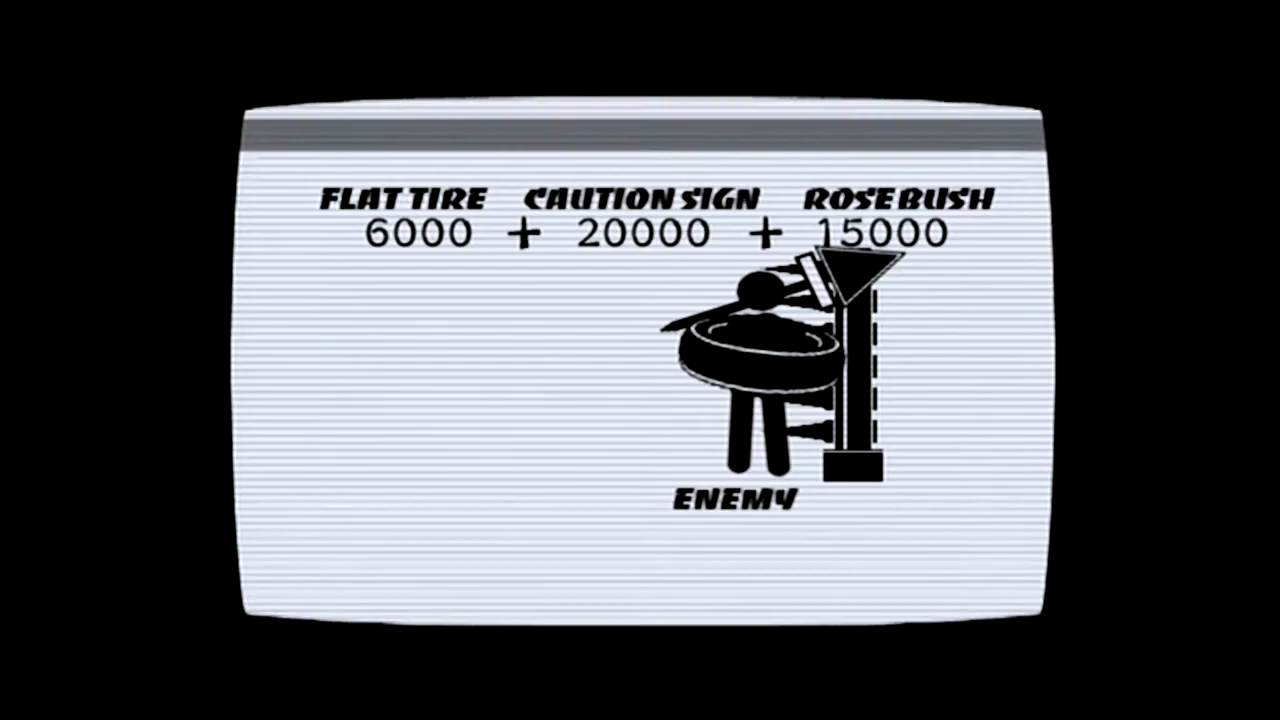 FLAT TIRE CAUTION SIGN ROSE BUSH
6000 + 20000 + 15000
ENEMY